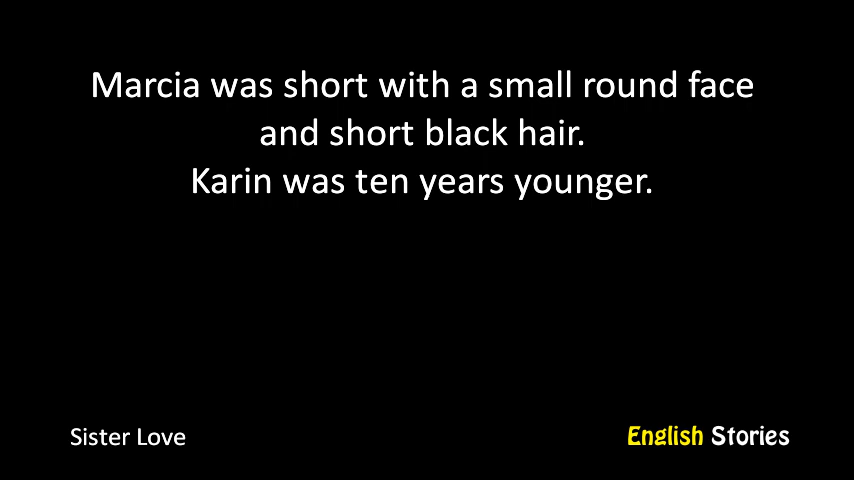 Marcia was short with a small round face
and short black hair.
Karin was ten years younger.
Sister Love
English Stories